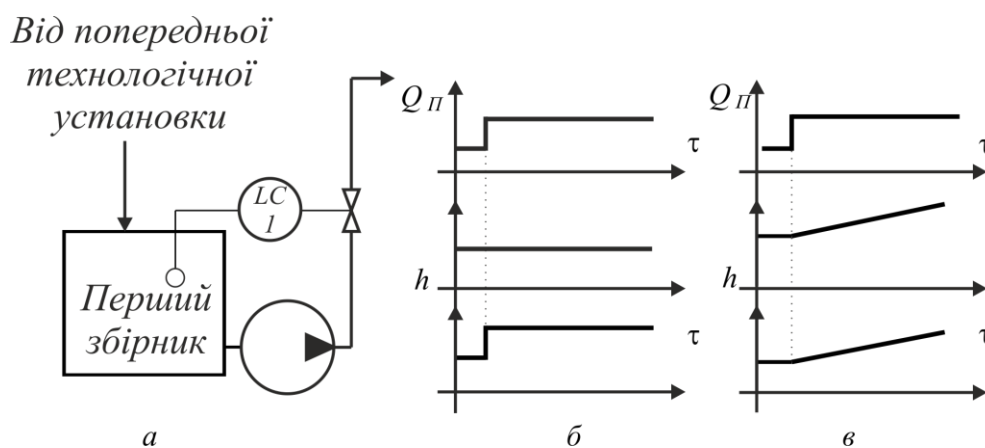 Від попередньої
технологічної
установки
LC
1
Перший
збірник
а
Q П
τ
h
τ
б
Q П
τ
h
τ
в